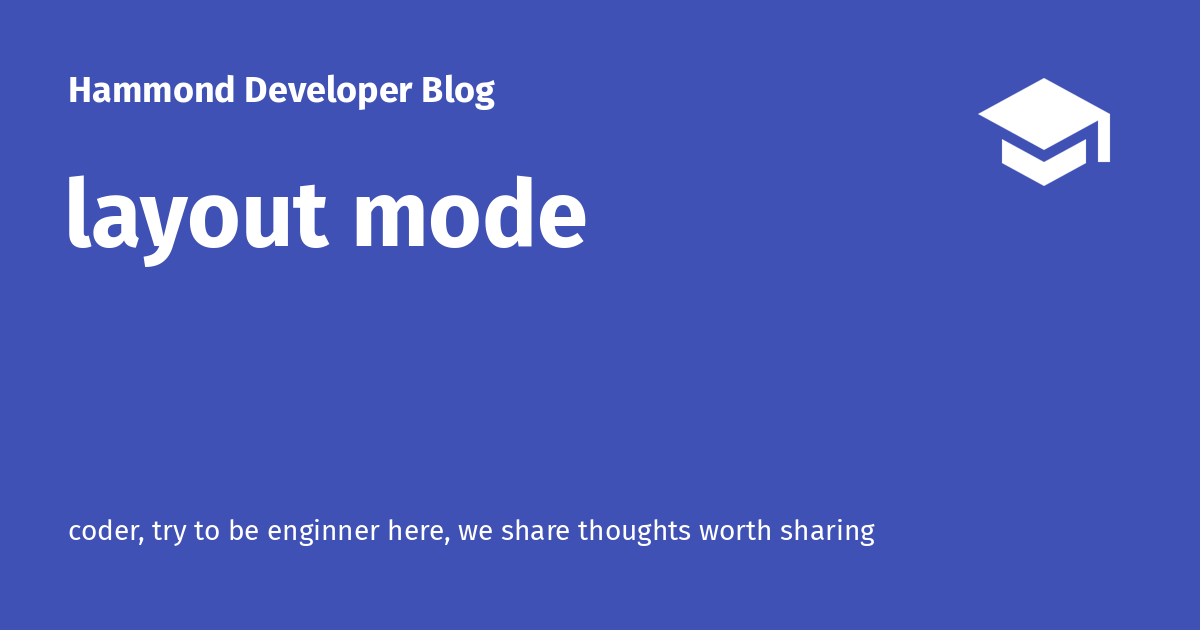 Hammond Developer Blog
layout mode
coder, try to be enginner here, we share thoughts worth sharing